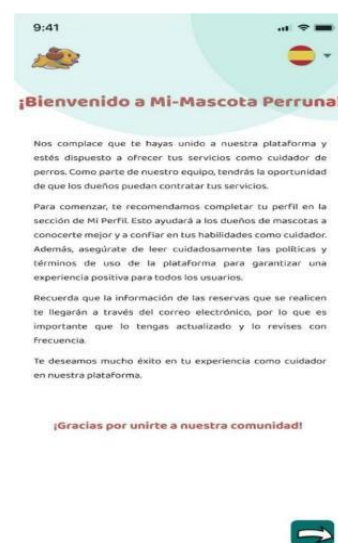 9:41
¡Bienvenido a Mi-Mascota Perruna!
Nos complace que te hayas unido a nuestra plataforma y
estés dispuesto a ofrecer tus servicios como cuidador de
perros. Como parte de nuestro equipo, tendrás la oportunidad
de que los dueños puedan contratar tus servicios.
Para comenzar, te recomendamos completar tu perfil en la
sección de Mi Perfil. Esto ayudará a los dueños de mascotas a
conocerte mejor y a confiar en tus habilidades como cuidador.
Además, asegúrate de leer cuidadosamente las políticas y
términos de uso de la plataforma para garantizar una
experiencia positiva para todos los usuarios.
Recuerda que la información de las reservas que se realicen
te llegarán a través del correo electrónico, por lo que es
importante que lo tengas actualizado y lo revises con
frecuencia.
Te deseamos mucho éxito en tu experiencia como cuidador
en nuestra plataforma.
¡Gracias por unirte a nuestra comunidad!